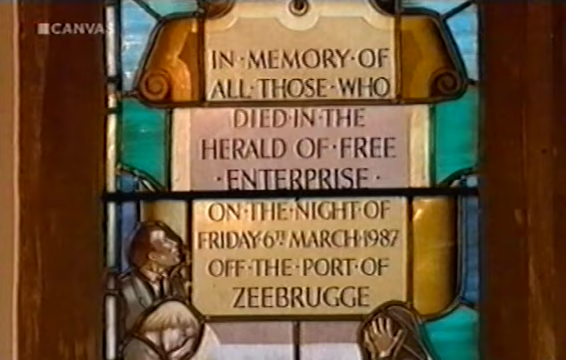 CANVAS
IN·MEMORY·OF
ALL·THOSE·WHO
DIED·IN·THE
HERALD OF·FREE
·ENTERPRISE·
ON·THE·NIGHT·OF
FRIDAY·6TH MARCH·1987
OFF·THE·PORT·OF
ZEEBRUGGE